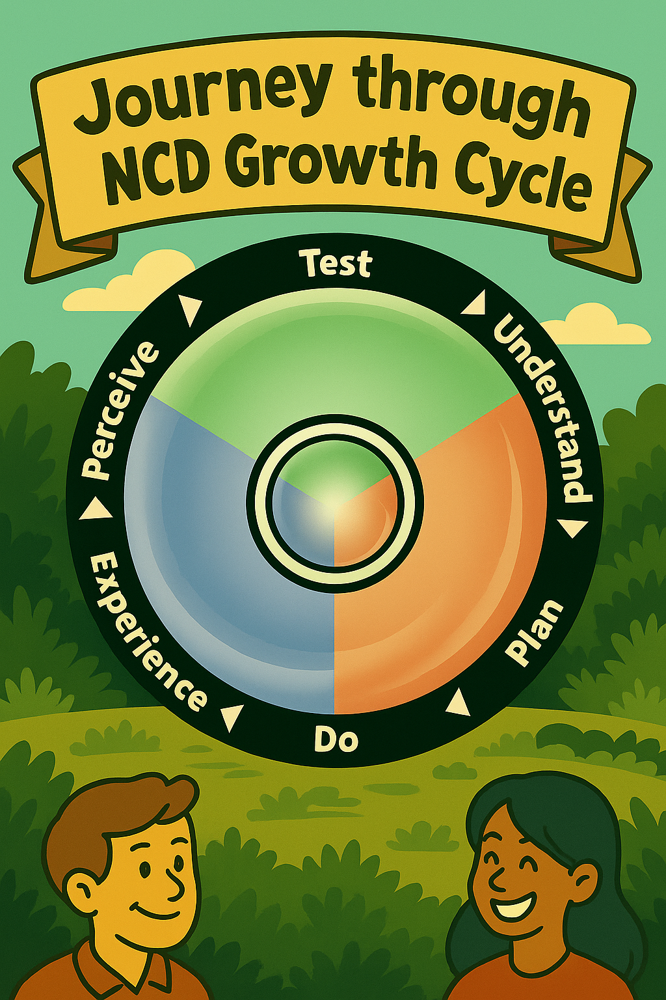 Journey through
NCD Growth Cycle
Test
Understand
Plan
Do
Experience
Perceive